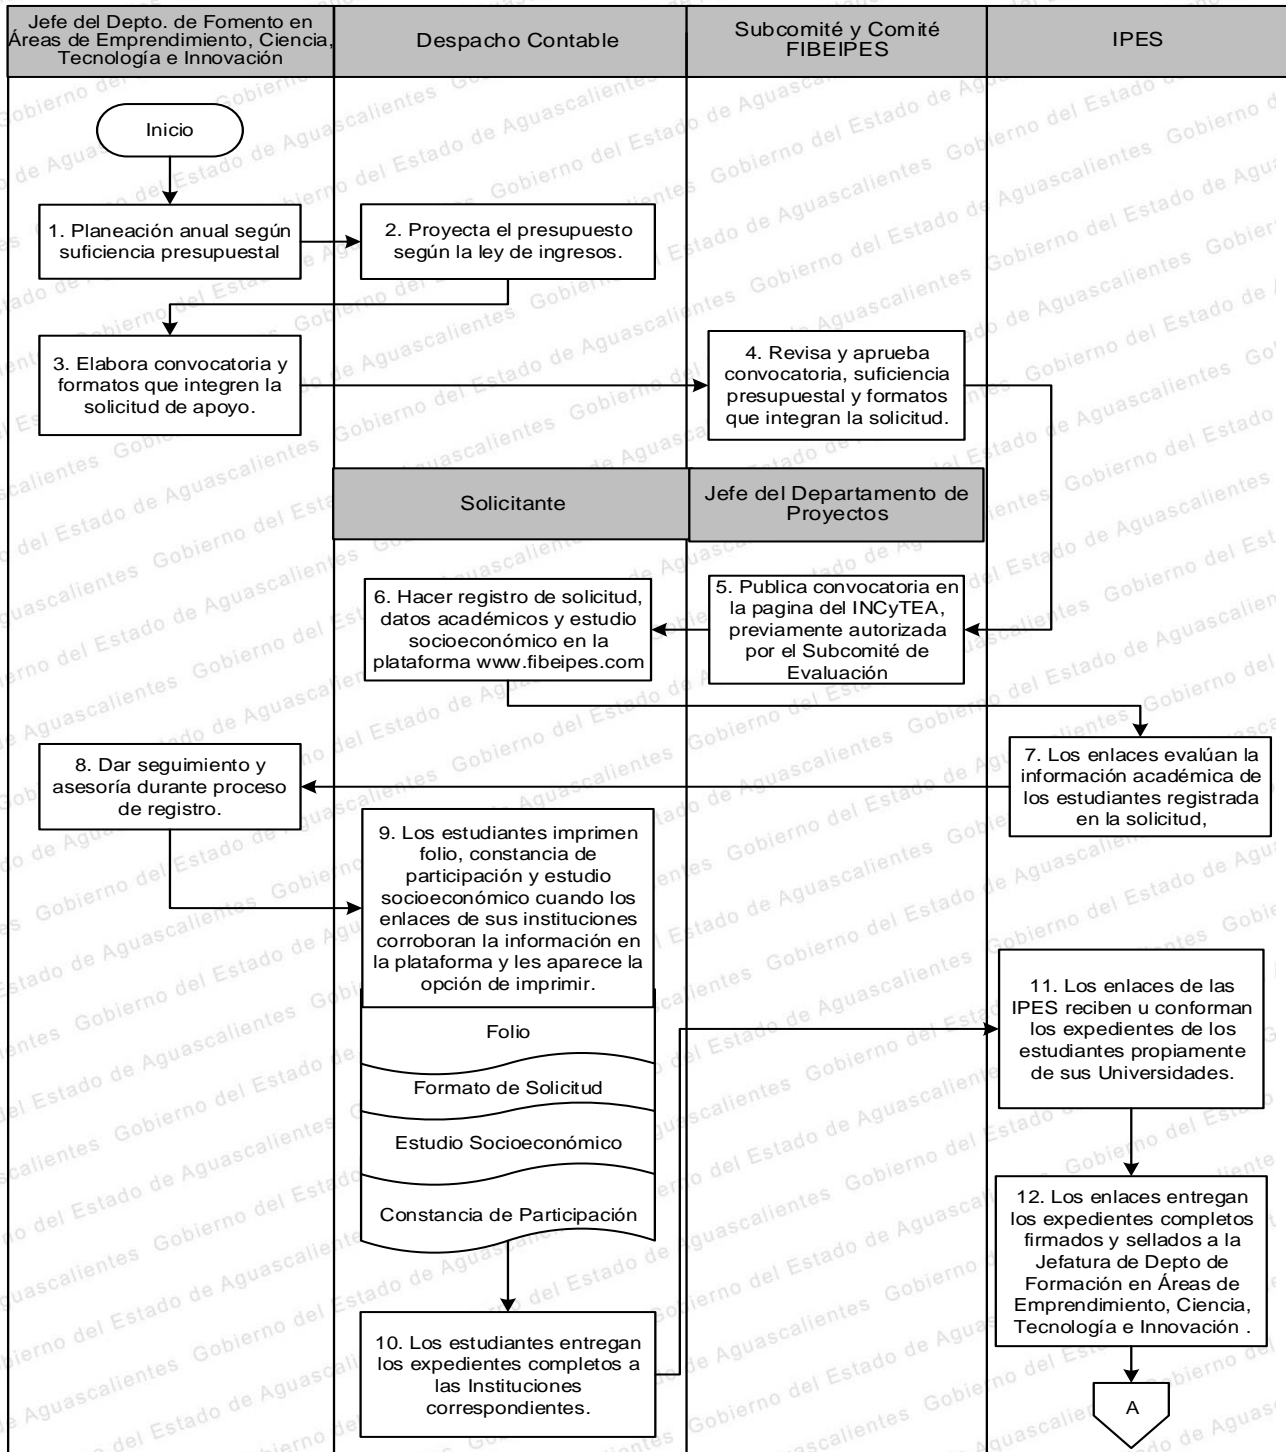 Jefe del Depto. de Fomento en
Áreas de Emprendimiento, Ciencia,
Tecnología e Innovación
Despacho Contable
Subcomité y Comité
FIBEIPES
IPES
Inicio
1. Planeación anual según
suficiencia presupuestal
2. Proyecta el presupuesto
según la ley de ingresos.
3. Elabora convocatoria y
formatos que integren la
solicitud de apoyo.
4. Revisa y aprueba
convocatoria, suficiencia
presupuestal y formatos
que integran la solicitud.
Solicitante
Jefe del Departamento de
Proyectos
5. Publica convocatoria en
la pagina del INCyTEA,
previamente autorizada
por el Subcomité de
Evaluación
6. Hacer registro de solicitud,
datos académicos y estudio
socioeconómico en la
plataforma www.fibeipes.com
7. Los enlaces evalúan la
información académica de
los estudiantes registrada
en la solicitud,
8. Dar seguimiento y
asesoría durante proceso
de registro.
9. Los estudiantes imprimen
folio, constancia de
participación y estudio
socioeconómico cuando los
enlaces de sus instituciones
corroboran la información en
la plataforma y les aparece la
opción de imprimir.
Folio
Formato de Solicitud
Estudio Socioeconómico
Constancia de Participación
10. Los estudiantes entregan
los expedientes completos a
las Instituciones
correspondientes.
11. Los enlaces de las
IPES reciben u conforman
los expedientes de los
estudiantes propiamente
de sus Universidades.
12. Los enlaces entregan
los expedientes completos
firmados y sellados a la
Jefatura de Depto de
Formación en Áreas de
Emprendimiento, Ciencia,
Tecnología e Innovación .
A
Gobierno del Estado de Aguascalientes